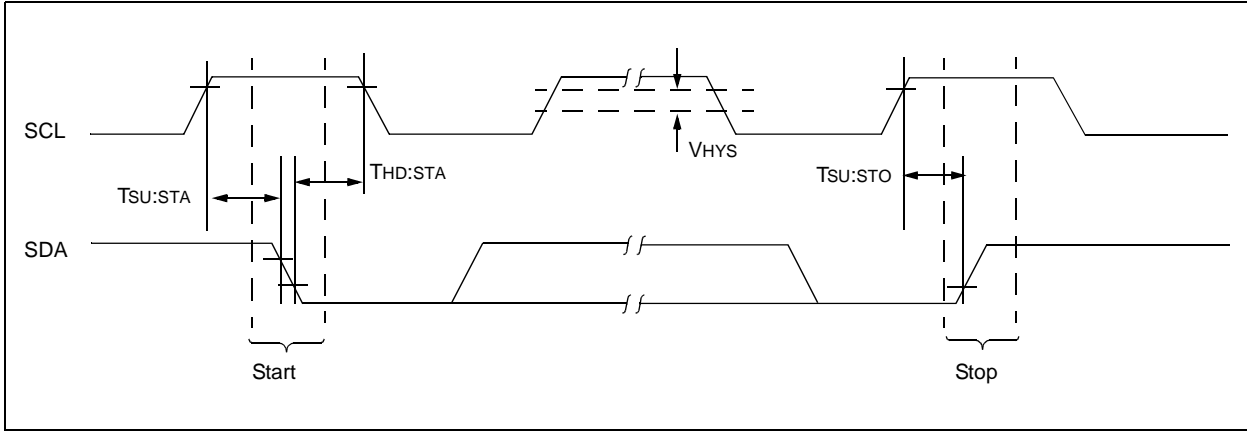 SCL
VHYS
THD:STA
TSU:STA
TSU:STO
SDA
Start
Stop